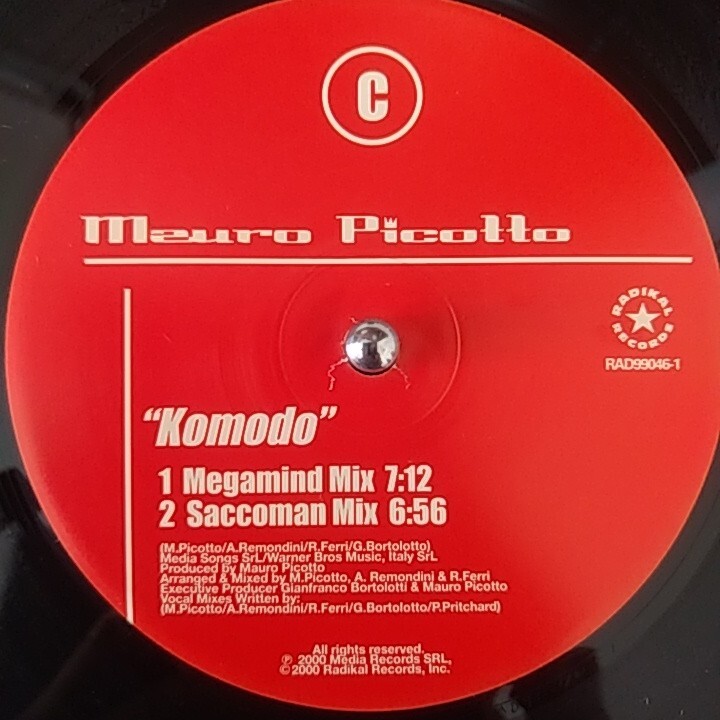 C
Mauro Picotto
RADIKAL
RECORDS
RAD99046-1
“Komodo”
1 Megamind Mix 7:12
2 Saccoman Mix 6:56
(M.Picotto/A.Remondini/R.Ferri/G.Bortolotto)
Media Songs SrL/Warner Bros Music, Italy SrL
Produced by Mauro Picotto
Arranged & Mixed by M.Picotto, A. Remondini & R.Ferri
Executive Producer Gianfranco Bortolotti & Mauro Picotto
Vocal Mixes Written by:
(M.Picotto/A.Remondini/R.Ferri/G.Bortolotto/P.Pritchard)
All rights reserved.
℗ 2000 Media Records SRL,
©2000 Radikal Records, Inc.